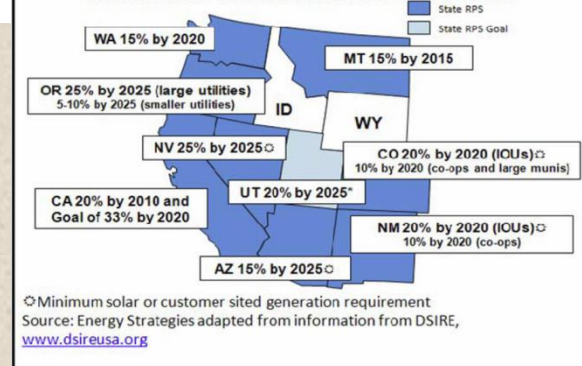 State RPS
State RPS Goal
WA 15% by 2020
MT 15% by 2015
OR 25% by 2025 (large utilities)
5-10% by 2025 (smaller utilities)
ID
WY
NV 25% by 2025☼
CO 20% by 2020 (IOUs)☼
10% by 2020 (co-ops and large munis)
UT 20% by 2025*
CA 20% by 2010 and
Goal of 33% by 2020
NM 20% by 2020 (IOUs)☼
10% by 2020 (co-ops)
AZ 15% by 2025☼
☼Minimum solar or customer sited generation requirement
Source: Energy Strategies adapted from information from DSIRE,
www.dsireusa.org